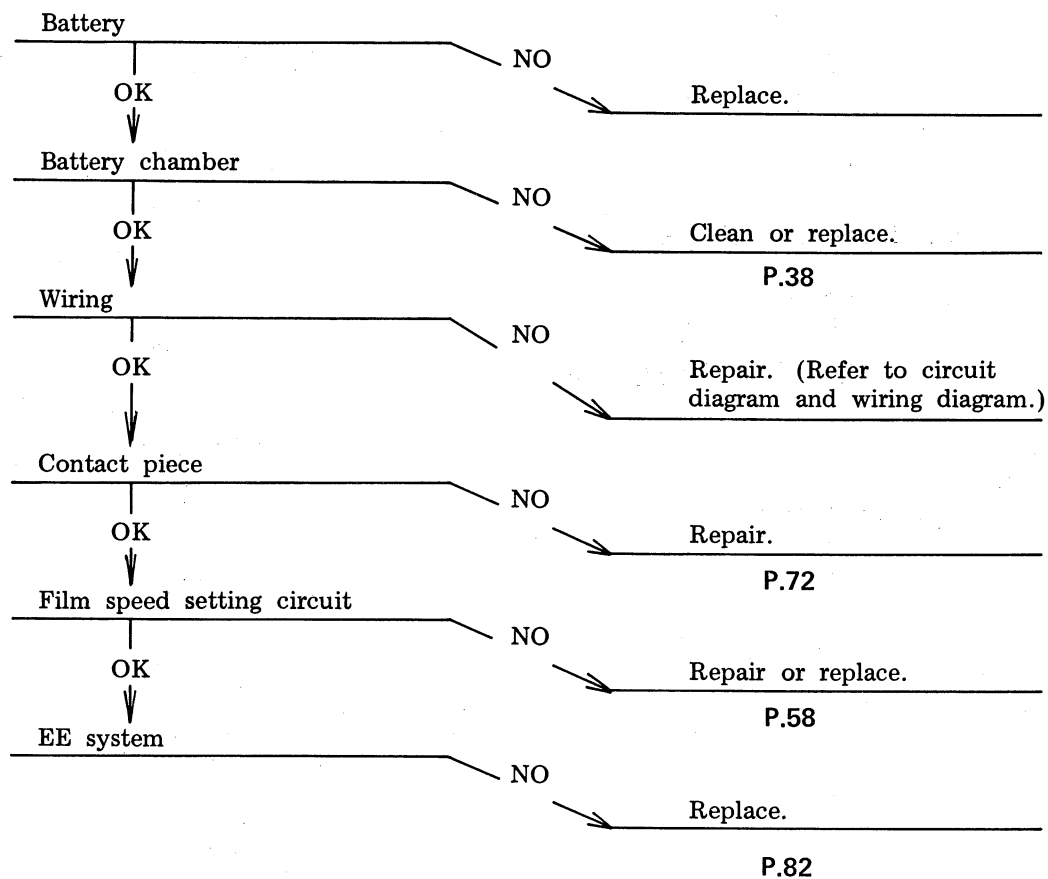 Battery
NO
OK
Replace.
Battery chamber
NO
OK
Clean or replace.
P.38
Wiring
NO
OK
Repair. (Refer to circuit
diagram and wiring diagram.)
Contact piece
NO
OK
Repair.
P.72
Film speed setting circuit
NO
OK
Repair or replace.
P.58
EE system
NO
Replace.
P.82